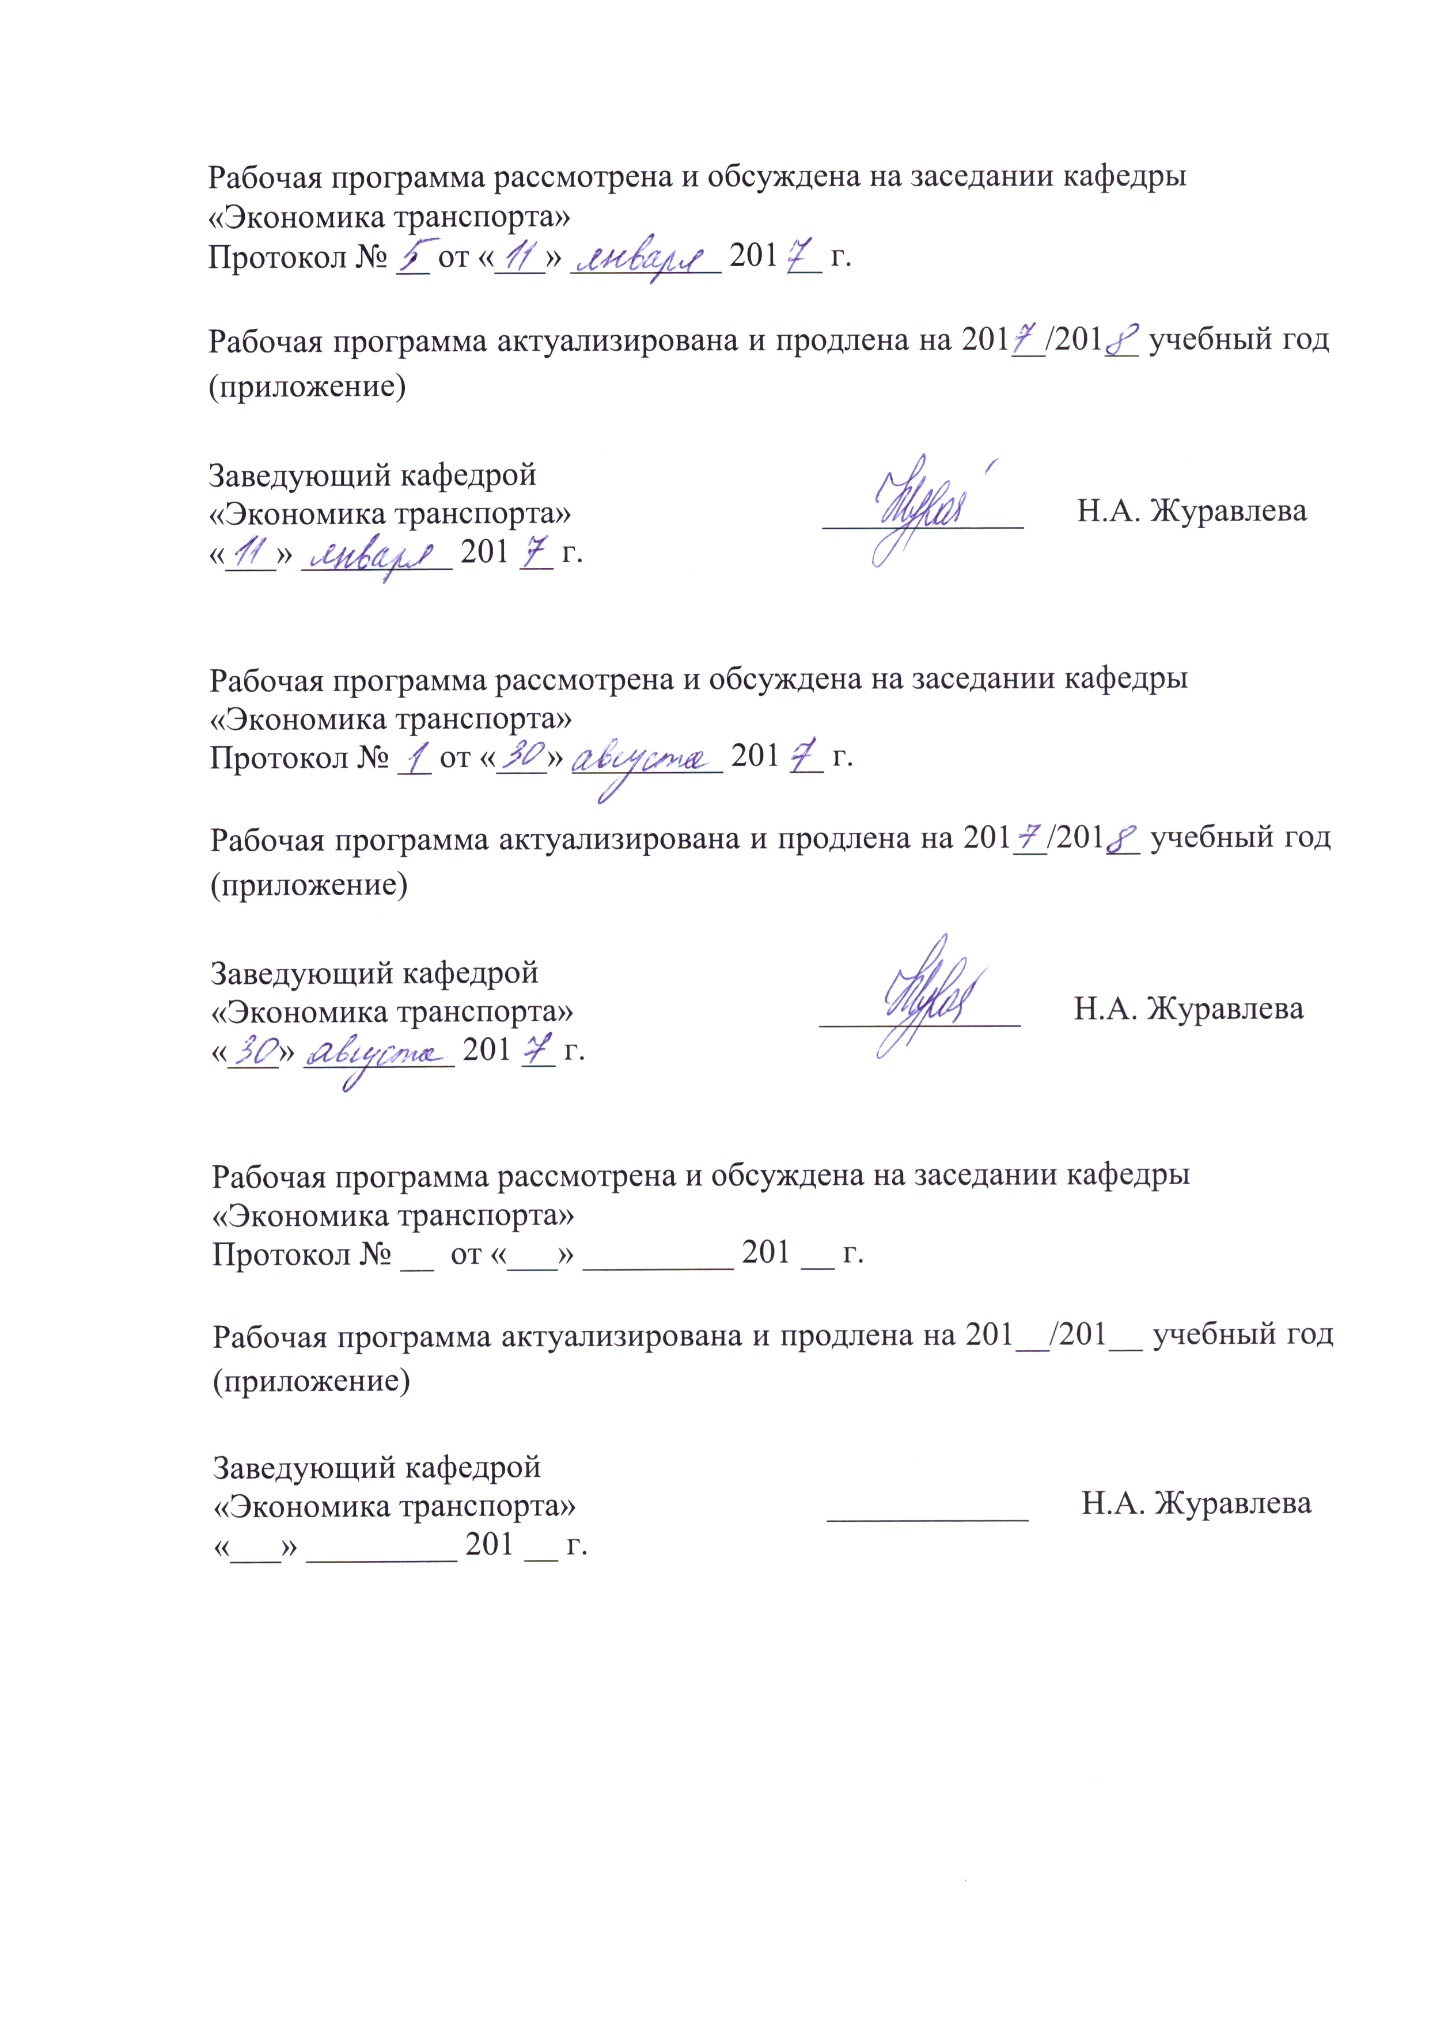 Рабочая программа рассмотрена и обсуждена на заседании кафедры
«Экономика транспорта»
Протокол № 5 от «11» января 2017 г.
Рабочая программа актуализирована и продлена на 2017/2018 учебный год
(приложение)
Заведующий кафедрой
«Экономика транспорта» ____________ Н.А. Журавлева
«11» января 2017 г.
Рабочая программа рассмотрена и обсуждена на заседании кафедры
«Экономика транспорта»
Протокол № 1 от «30» августа 2017 г.
Рабочая программа актуализирована и продлена на 2017/2018 учебный год
(приложение)
Заведующий кафедрой
«Экономика транспорта» ____________ Н.А. Журавлева
«30» августа 2017 г.
Рабочая программа рассмотрена и обсуждена на заседании кафедры
«Экономика транспорта»
Протокол № __ от «___» _________ 201 __ г.
Рабочая программа актуализирована и продлена на 201__/201__ учебный год
(приложение)
Заведующий кафедрой
«Экономика транспорта» ____________ Н.А. Журавлева
«___» _________ 201 __ г.